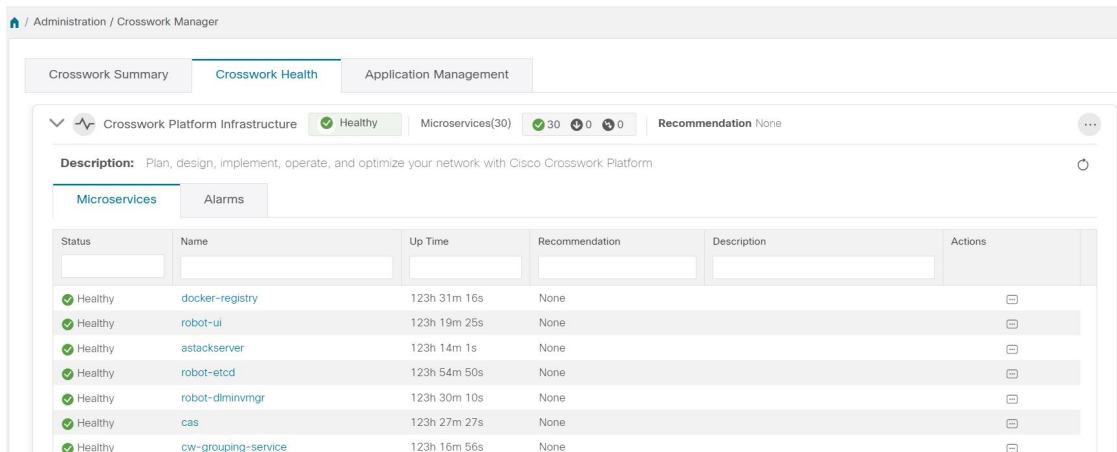 / Administration / Crosswork Manager
Crosswork Summary Crosswork Health Application Management
Crosswork Platform Infrastructure Healthy Microservices(30) 30 0 0 Recommendation None
Description: Plan, design, implement, operate, and optimize your network with Cisco Crosswork Platform
Microservices Alarms
Status Name Up Time Recommendation Description Actions
Healthy docker-registry 123h 31m 16s None
Healthy robot-ui 123h 19m 25s None
Healthy astackserver 123h 14m 1s None
Healthy robot-etcd 123h 54m 50s None
Healthy robot-dlminvmgr 123h 30m 10s None
Healthy cas 123h 27m 27s None
Healthy cw-grouping-service 123h 16m 56s None